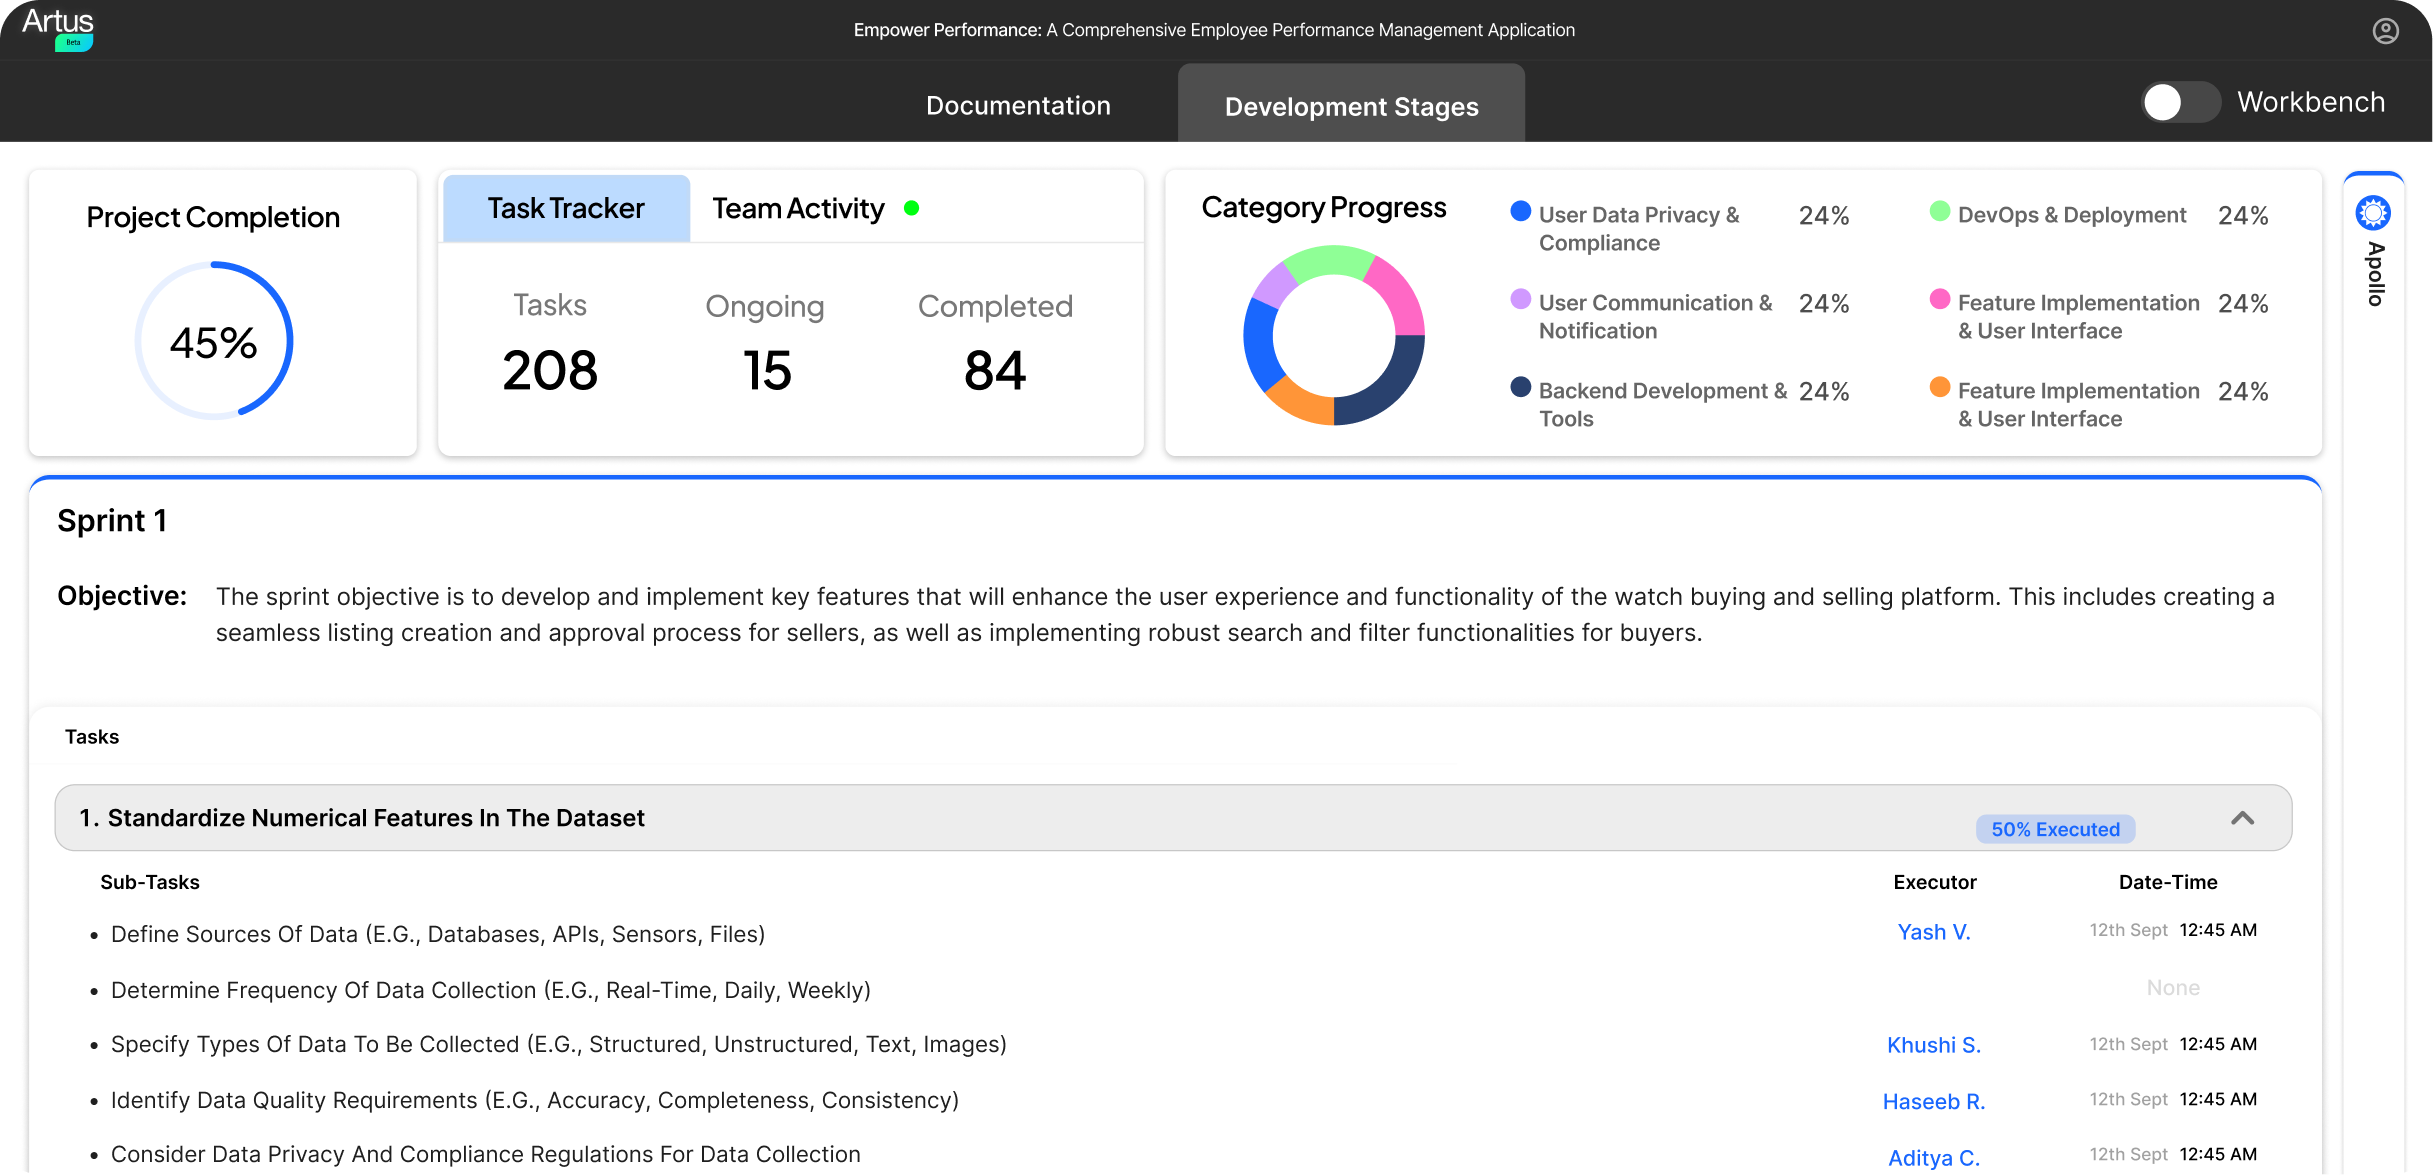 Artus
Beta
Empower Performance: A Comprehensive Employee Performance Management Application
Documentation
Development Stages
Workbench
Project Completion
45%
Task Tracker
Team Activity
Tasks
208
Ongoing
15
Completed
84
Category Progress
User Data Privacy &
Compliance
24%
User Communication &
Notification
24%
Backend Development &
Tools
24%
DevOps & Deployment
24%
Feature Implementation
& User Interface
24%
Feature Implementation
& User Interface
24%
Apollo
Sprint 1
Objective:
The sprint objective is to develop and implement key features that will enhance the user experience and functionality of the watch buying and selling platform. This includes creating a
seamless listing creation and approval process for sellers, as well as implementing robust search and filter functionalities for buyers.
Tasks
1. Standardize Numerical Features In The Dataset
50% Executed
Sub-Tasks Executor Date-Time
• Define Sources Of Data (E.G., Databases, APIs, Sensors, Files) Yash V. 12th Sept 12:45 AM
• Determine Frequency Of Data Collection (E.G., Real-Time, Daily, Weekly) None
• Specify Types Of Data To Be Collected (E.G., Structured, Unstructured, Text, Images) Khushi S. 12th Sept 12:45 AM
• Identify Data Quality Requirements (E.G., Accuracy, Completeness, Consistency) Haseeb R. 12th Sept 12:45 AM
• Consider Data Privacy And Compliance Regulations For Data Collection Aditya C. 12th Sept 12:45 AM